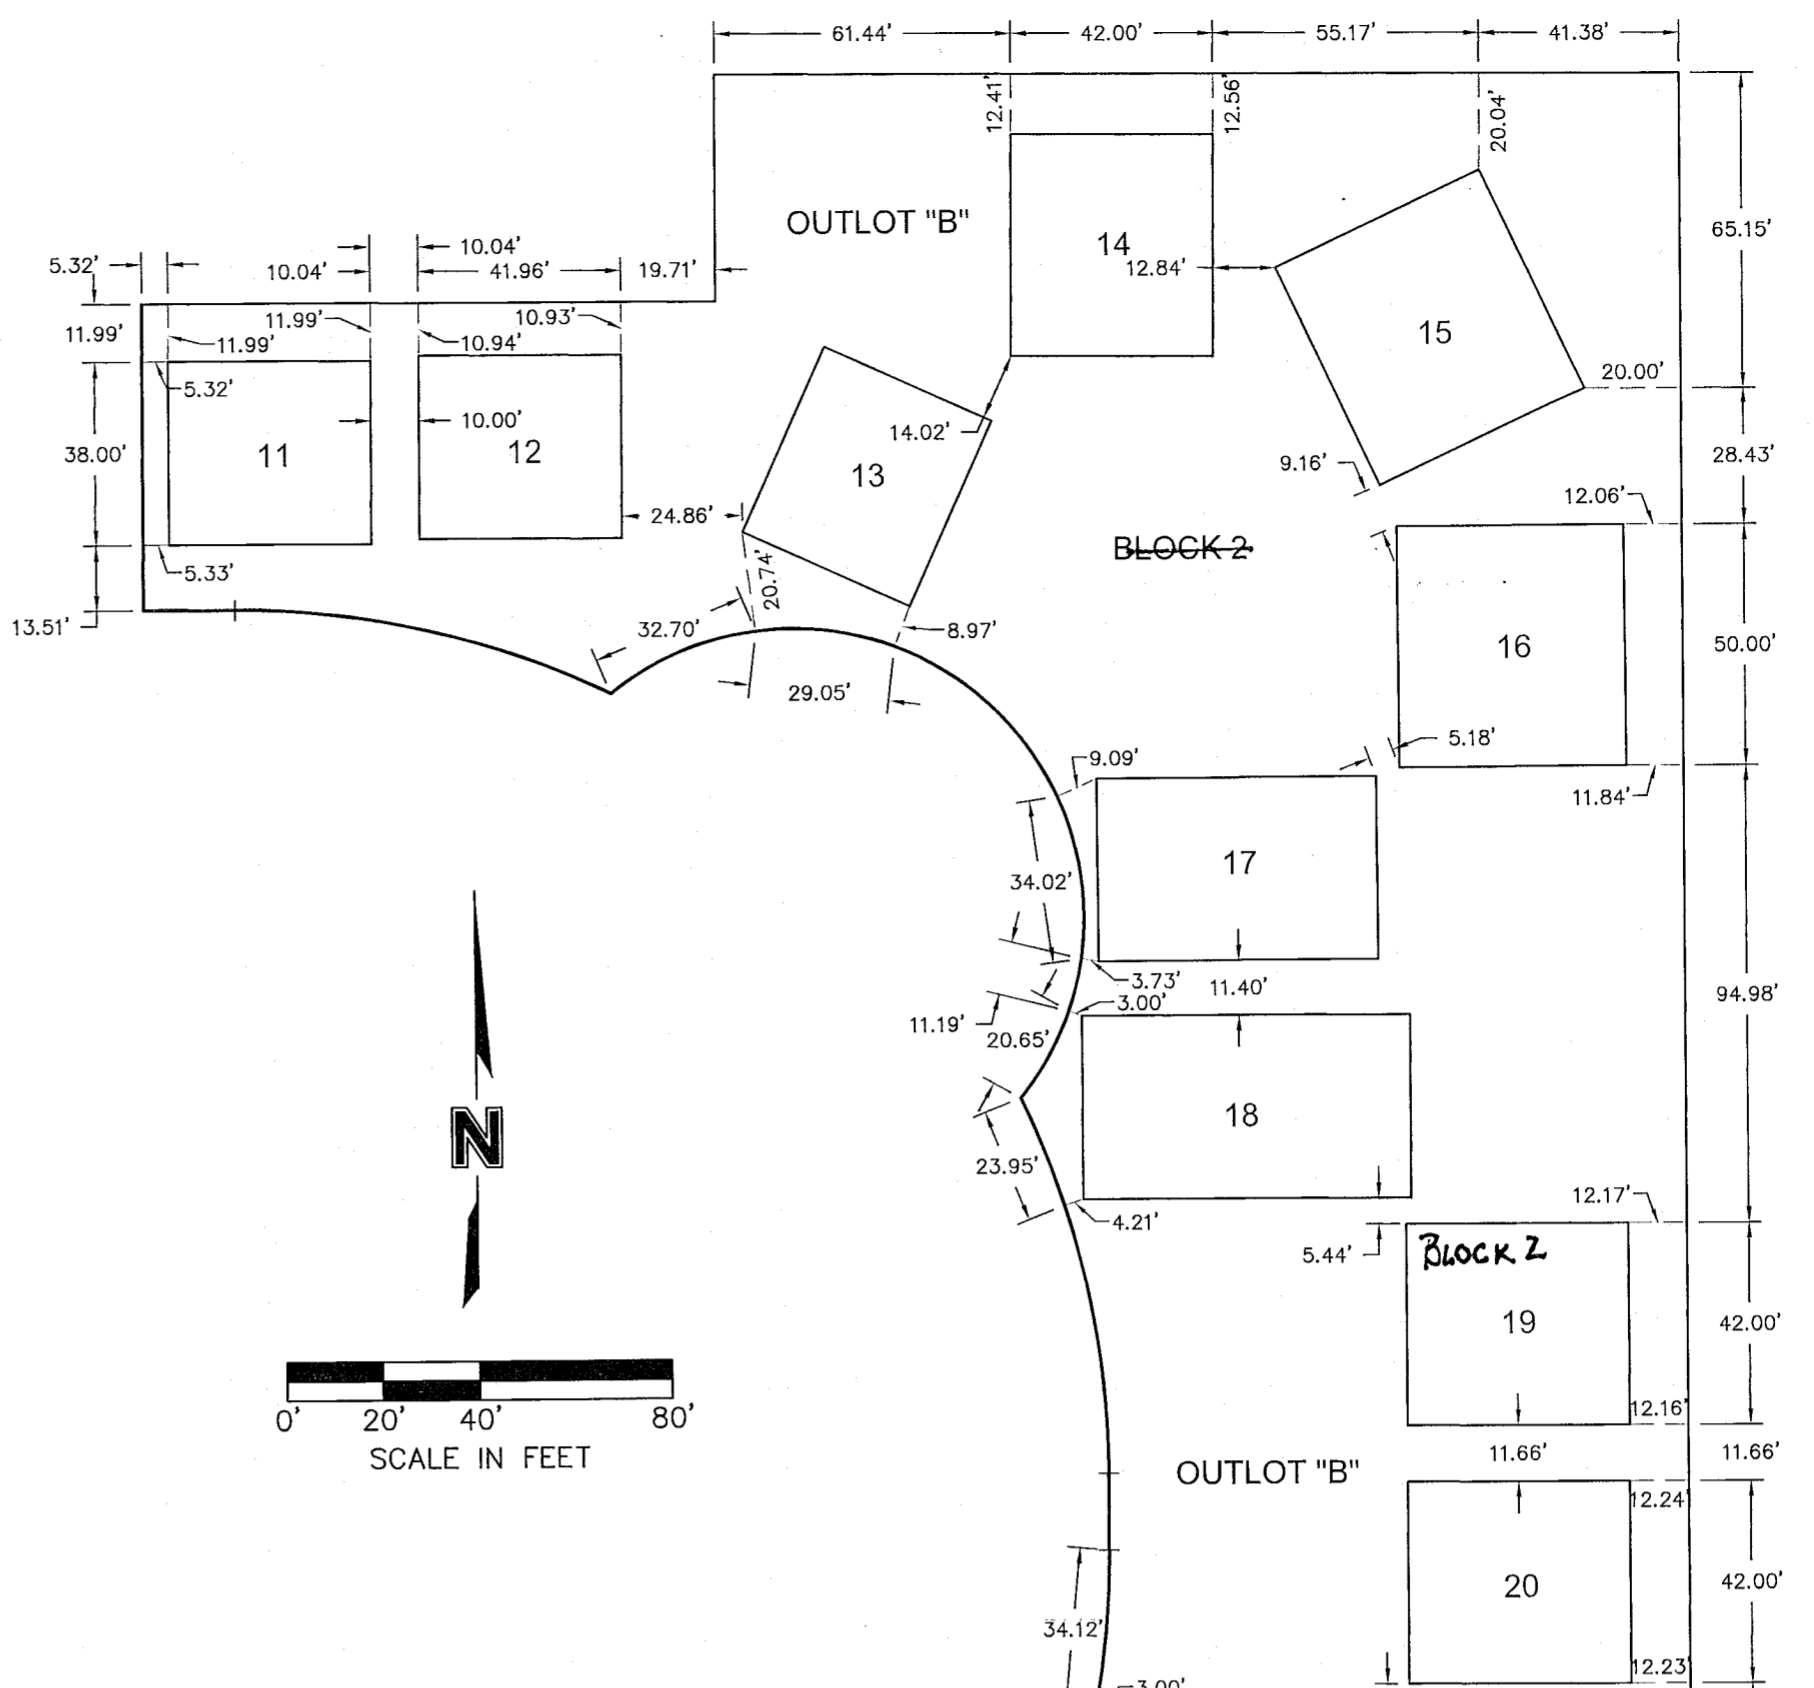 61.44' 42.00' 55.17' 41.38'
12.41' 12.56' 20.04'
OUTLOT "B"
65.15'
14
5.32' 10.04' 10.04' 41.96' 19.71'
12.84'
11.99' 11.99' 11.99' 10.94' 10.93'
15
5.32' 20.00'
10.00' 14.02'
38.00' 11 12 13
9.16' 28.43'
12.06'
24.86'
BLOCK 2
5.33' 20.74'
13.51' 32.70' 8.97'
16 50.00'
29.05'
5.18'
9.09'
11.84'
34.02' 17
3.73' 11.40' 94.98'
3.00'
11.19' 20.65'
18
N
23.95'
4.21' 12.17'
5.44' BLOCK 2
19 42.00'
0' 20' 40' 80'
12.16'
SCALE IN FEET
11.66' 11.66'
OUTLOT "B"
12.24'
20 42.00'
34.12'
12.23'
3.00'